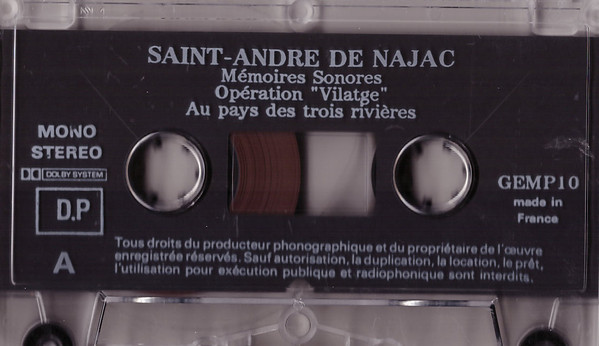 SAINT-ANDRE DE NAJAC
Mémoires Sonores
Opération "Vilatge"
Au pays des trois rivières
MONO
STEREO
DOLBY SYSTEM
D.P
A
GEMP10
made in
France
Tous droits du producteur phonographique et du propriétaire de l'œuvre
enregistrée réservés. Sauf autorisation, la duplication, la location, le prêt,
l'utilisation pour exécution publique et radiophonique sont interdits.